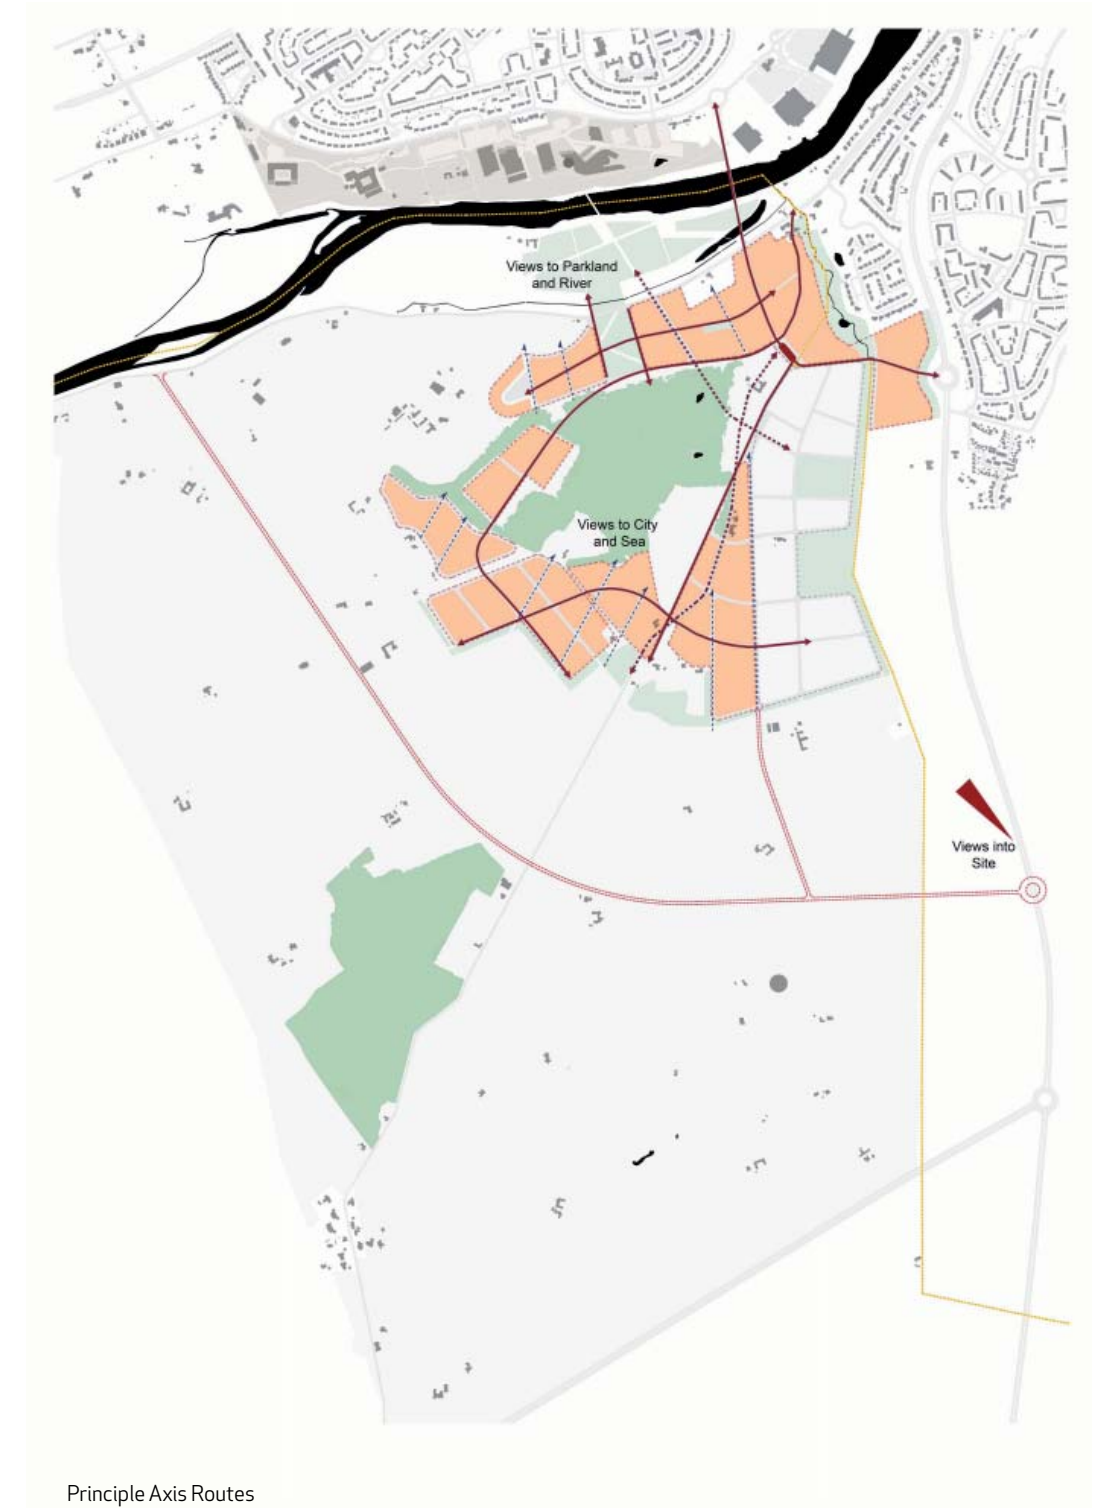 Views to Parkland
and River
Views to City
and Sea
Views into
Site
Principle Axis Routes